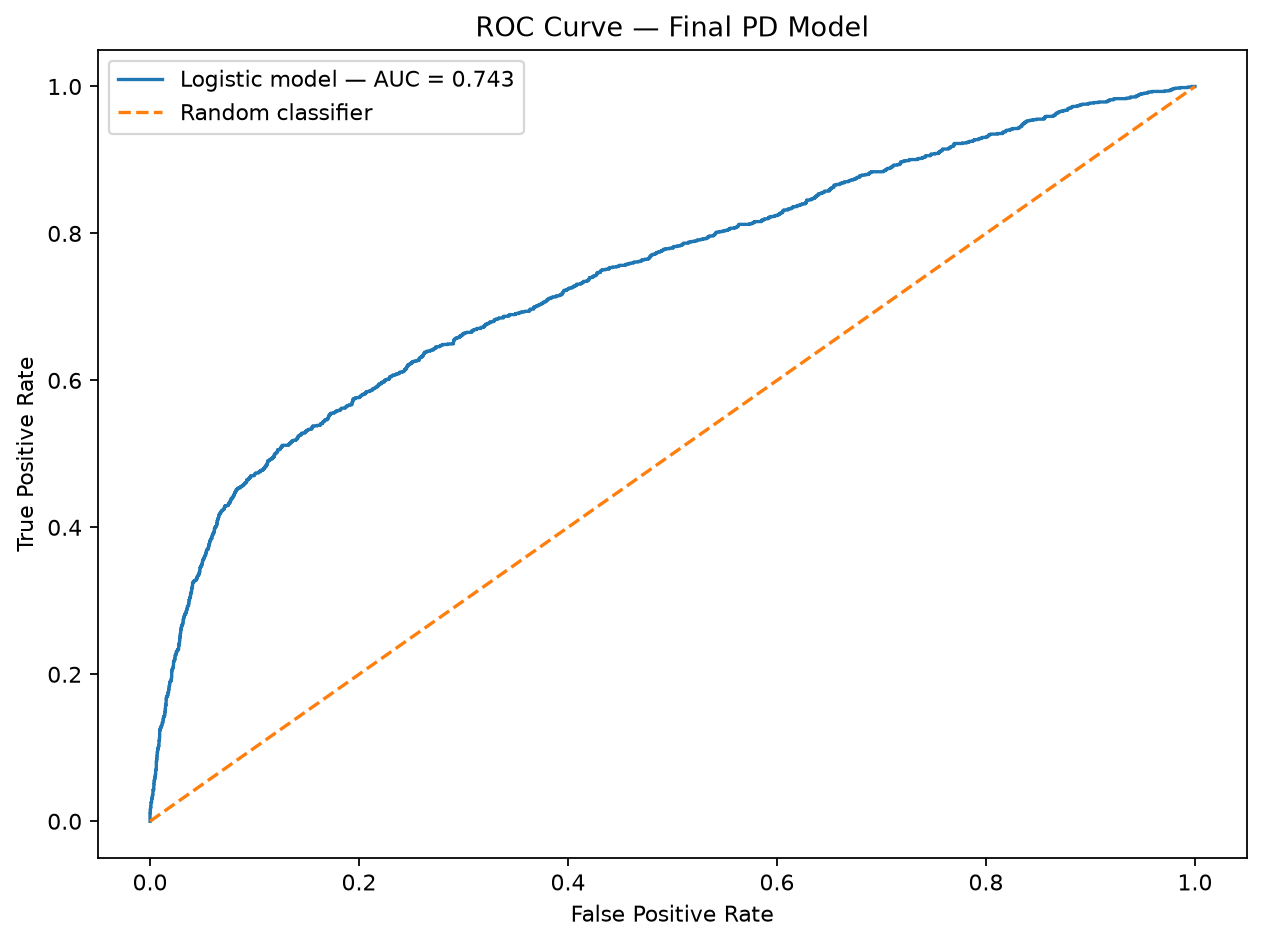 ROC Curve — Final PD Model
Logistic model — AUC = 0.743
Random classifier
True Positive Rate
1.0
0.8
0.6
0.4
0.2
0.0
0.0 0.2 0.4 0.6 0.8 1.0
False Positive Rate